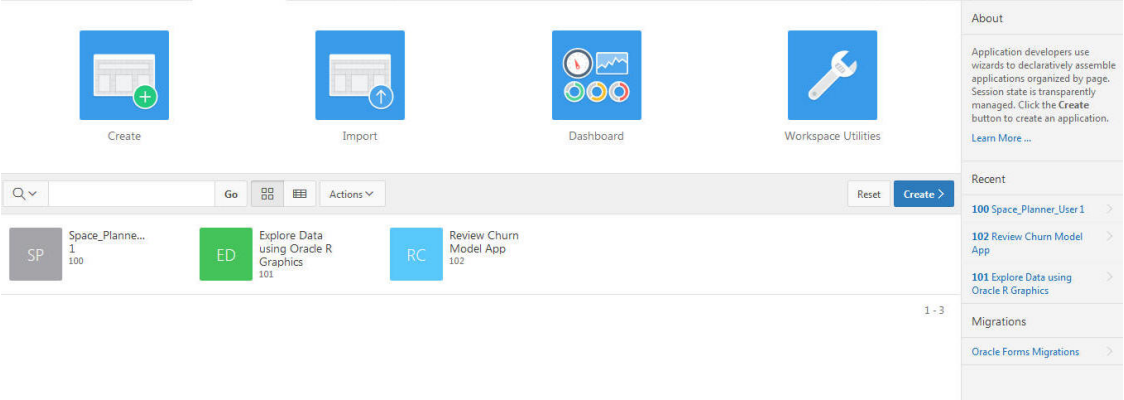 Create
Import
Dashboard
Workspace Utilities
Go
Actions
Reset
Create
SP
Space_Planne...
1
100
ED
Explore Data
using Oracle R
Graphics
101
RC
Review Churn
Model App
102
1 - 3
About
Application developers use
wizards to declaratively assemble
applications organized by page.
Session state is transparently
managed. Click the Create
button to create an application.
Learn More ...
Recent
100 Space_Planner_User1
102 Review Churn Model
App
101 Explore Data using
Oracle R Graphics
Migrations
Oracle Forms Migrations